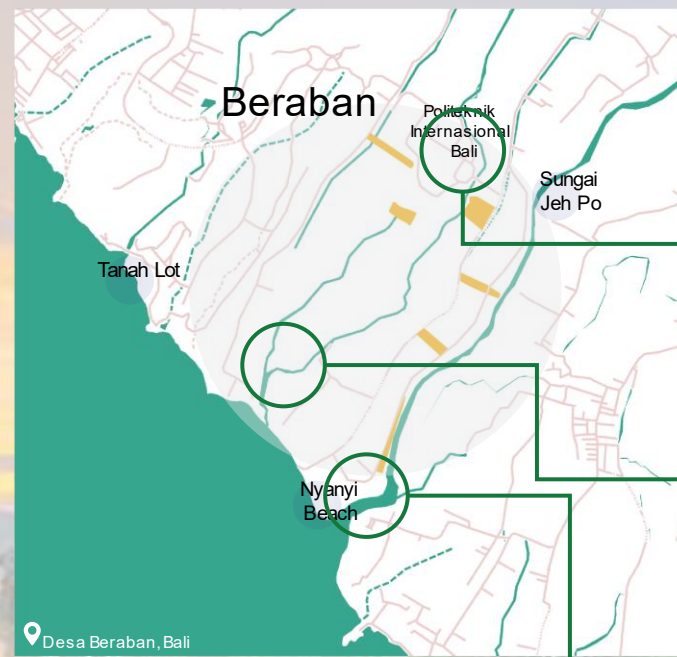 Beraban
Politeknik
Internasional
Bali
Sungai
Jeh Po
Tanah Lot
Nyanyi
Beach
Desa Beraban, Bali